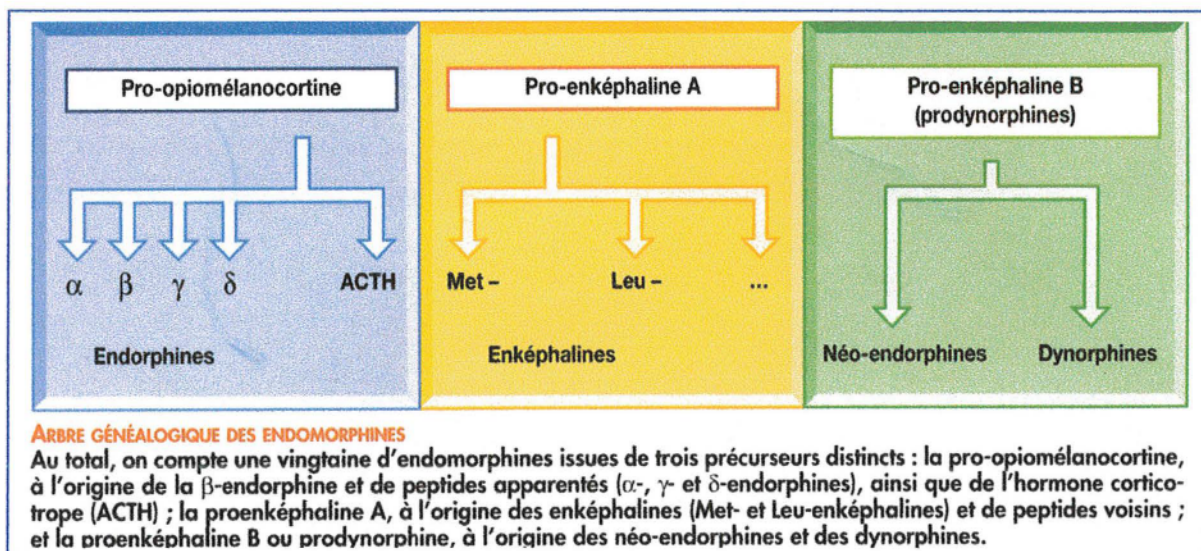 Pro-opiomélanocortine
α β γ δ ACTH
Endorphines
Pro-enképhaline A
Met – Leu – ...
Enképhalines
Pro-enképhaline B
(prodynorphines)
Néo-endorphines Dynorphines
ARBRE GÉNÉALOGIQUE DES ENDOMORPHINES
Au total, on compte une vingtaine d'endomorphines issues de trois précurseurs distincts : la pro-opiomélanocortine,
à l'origine de la β-endorphine et de peptides apparentés (α-, γ- et δ-endorphines), ainsi que de l'hormone cortico-
trope (ACTH) ; la proenképhaline A, à l'origine des enképhalines (Met- et Leu-enképhalines) et de peptides voisins ;
et la proenképhaline B ou prodynorphine, à l'origine des néo-endorphines et des dynorphines.